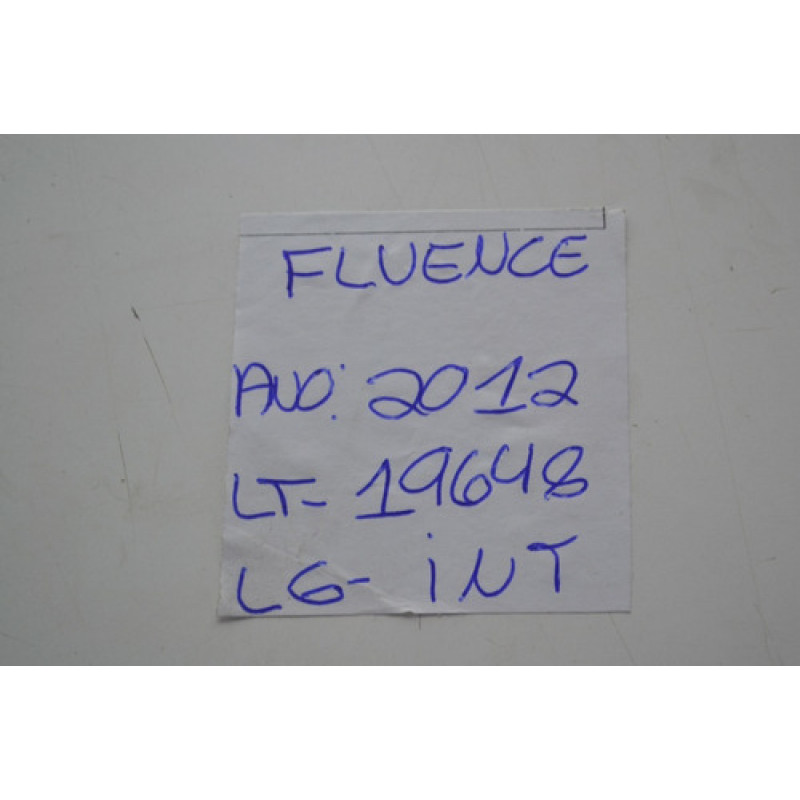 FLUENCE
ANO: 2012
LT- 19648
LG- iNT